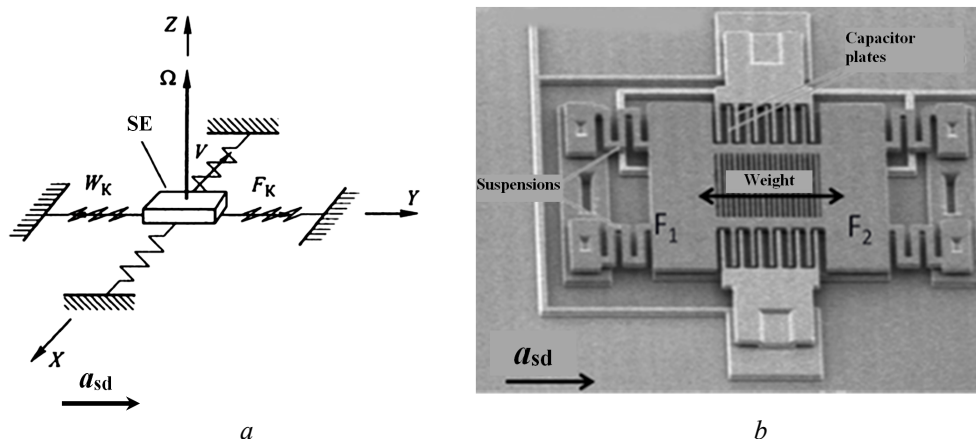 Z
Ω
SE
V
W_K
F_K
Y
X
a_sd
a
Capacitor
plates
Suspensions
Weight
F_1
F_2
a_sd
b